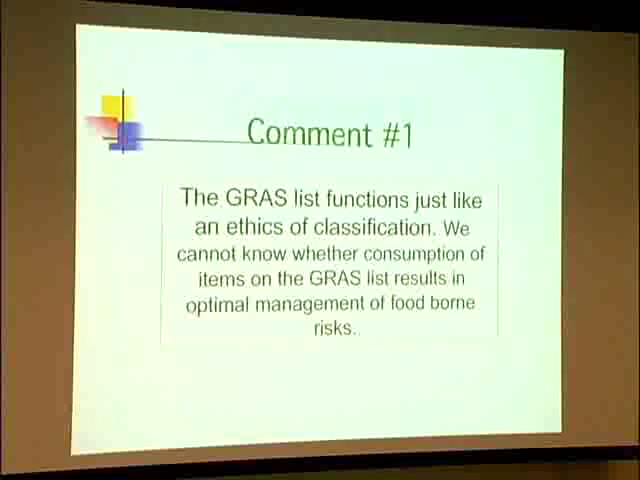 Comment #1
The GRAS list functions just like
an ethics of classification. We
cannot know whether consumption of
items on the GRAS list results in
optimal management of food borne
risks.